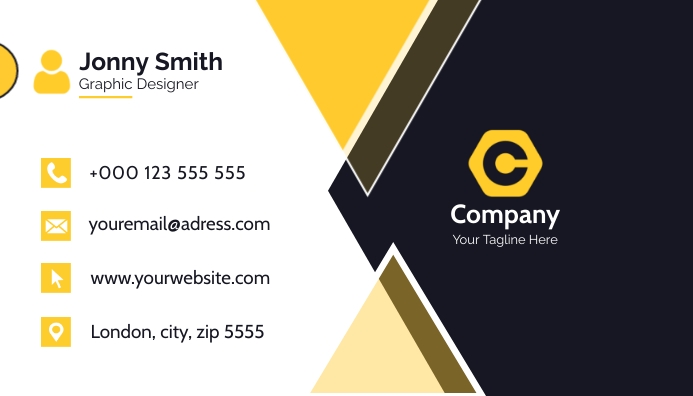 Jonny Smith
Graphic Designer
+000 123 555 555
youremail@adress.com
www.yourwebsite.com
London, city, zip 5555
Company
Your Tagline Here